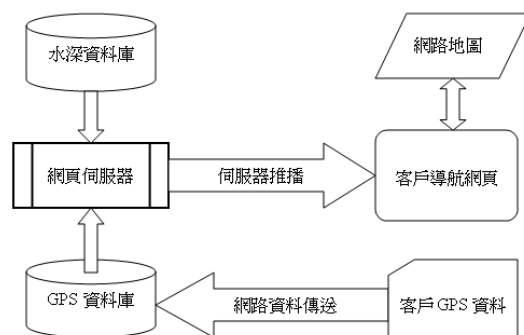 水深資料庫
網路地圖
網頁伺服器
伺服器推播
客戶導航網頁
GPS 資料庫
網路資料傳送
客戶 GPS 資料